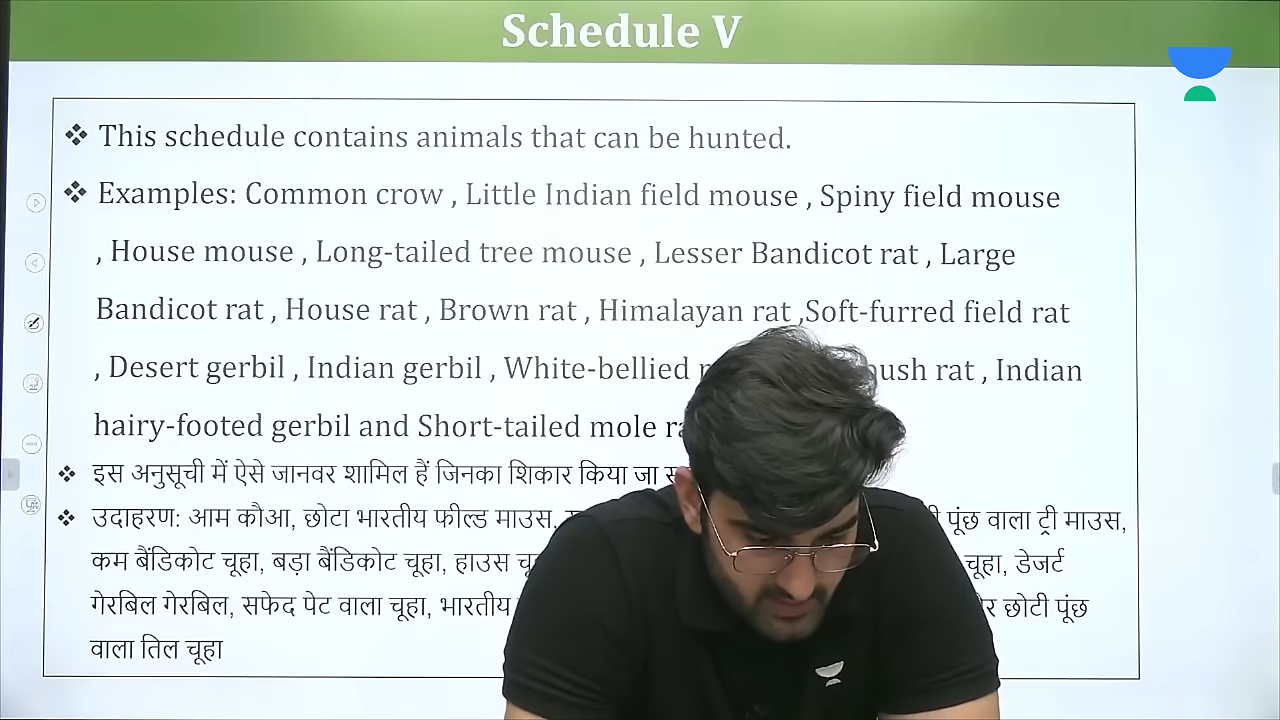 Schedule V
❖ This schedule contains animals that can be hunted.
❖ Examples: Common crow , Little Indian field mouse , Spiny field mouse
, House mouse , Long-tailed tree mouse , Lesser Bandicot rat , Large
Bandicot rat , House rat , Brown rat , Himalayan rat ,Soft-furred field rat
, Desert gerbil , Indian gerbil , White-bellied rat , Indian
hairy-footed gerbil and Short-tailed mole
❖ इस अनुसूची में ऐसे जानवर शामिल हैं जिनका शिकार किया जा
❖ उदाहरण: आम कौआ, छोटा भारतीय फील्ड माउस, पूंछ वाला ट्री माउस,
कम बैंडिकोट चूहा, बड़ा बैंडिकोट चूहा, हाउस चूहा, डेजर्ट
गेरबिल गेरबिल, सफेद पेट वाला चूहा, भारतीय छोटी पूंछ
वाला तिल चूहा